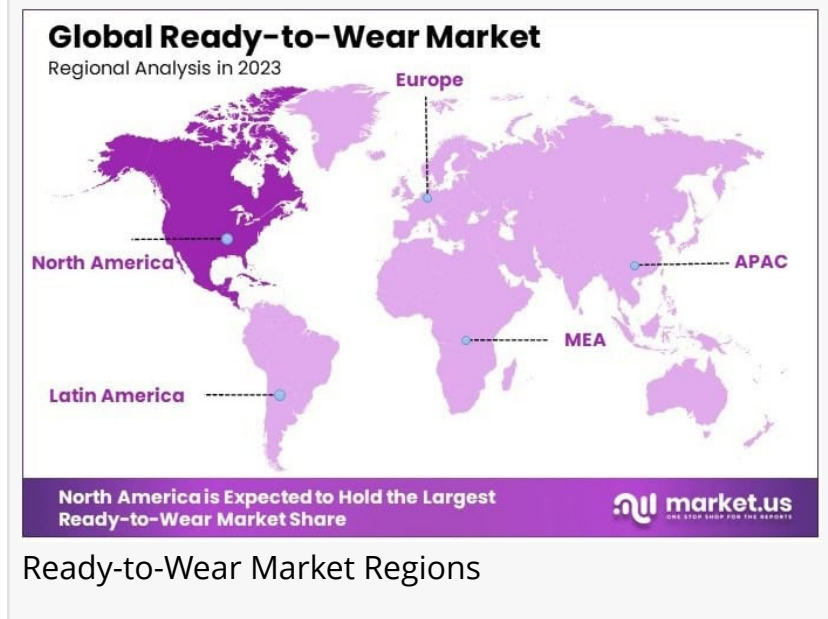 Global Ready-to-Wear Market
Regional Analysis in 2023
Europe
North America
APAC
MEA
Latin America
North America is Expected to Hold the Largest
Ready-to-Wear Market Share
market.us
ONE STOP SHOP FOR THE REPORTS
Ready-to-Wear Market Regions